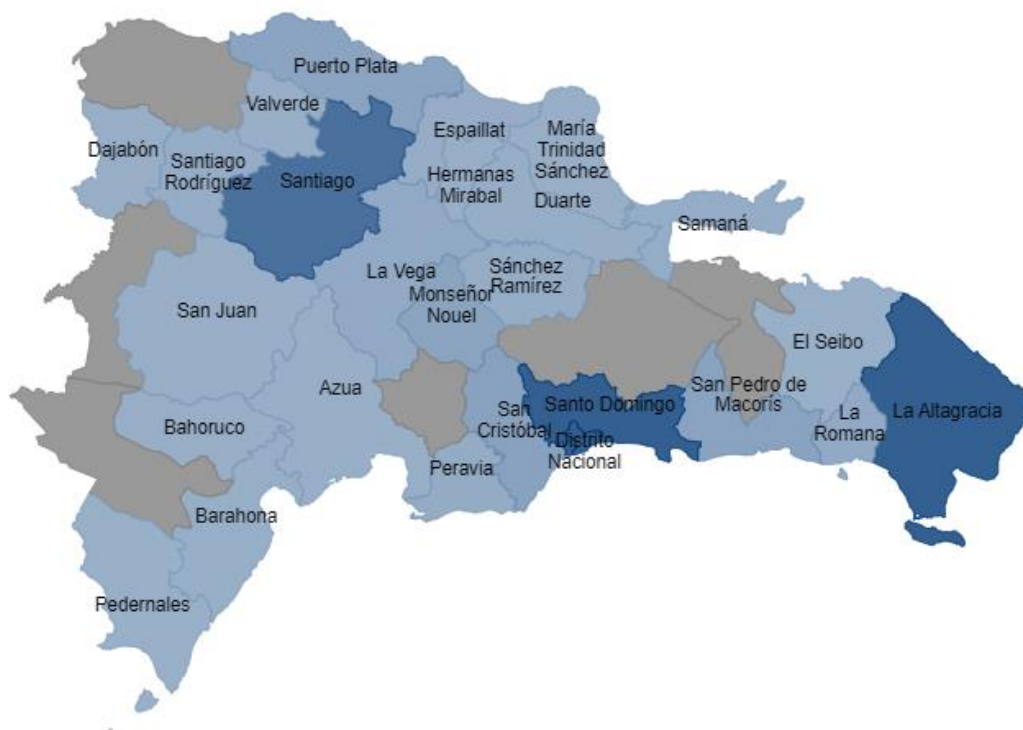 Puerto Plata
Valverde
Dajabón
Santiago
Rodríguez
Santiago
Espaillat
María
Trinidad
Sánchez
Hermanas
Mirabal
Duarte
Samaná
La Vega
Sánchez
Ramírez
Monseñor
Nouel
San Juan
El Seibo
Azua
San Pedro de
Macorís
La
Romana
La Altagracia
Santo Domingo
San
Cristóbal
Distrito
Nacional
Bahoruco
Peravia
Barahona
Pedernales